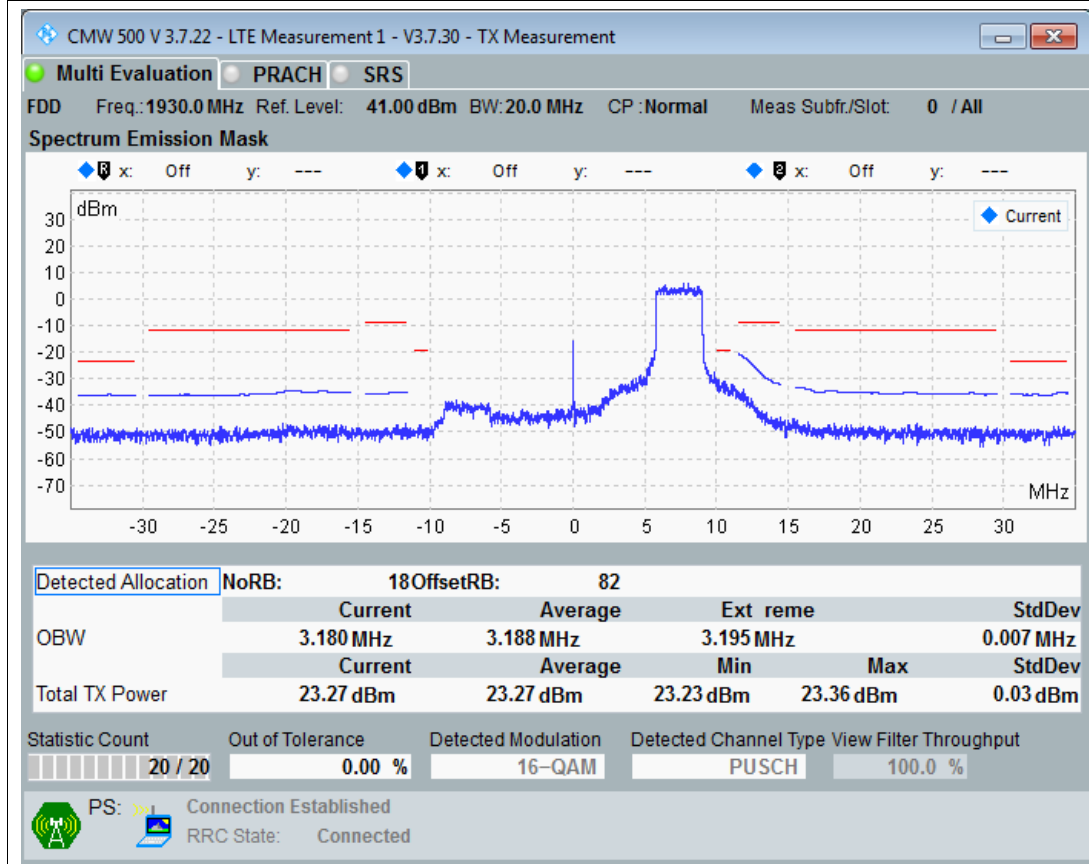 CMW 500 V 3.7.22 - LTE Measurement 1 - V3.7.30 - TX Measurement
Multi Evaluation PRACH SRS
FDD Freq.: 1930.0 MHz Ref. Level: 41.00 dBm BW: 20.0 MHz CP : Normal Meas Subfr./Slot: 0 / All
Spectrum Emission Mask
R x: Off y: --- 1 x: Off y: --- 2 x: Off y: ---
dBm
Current
30
20
10
0
-10
-20
-30
-40
-50
-60
-70
MHz
-30 -25 -20 -15 -10 -5 0 5 10 15 20 25 30
Detected Allocation NoRB: 18 OffsetRB: 82
Current Average Ext reme StdDev
OBW 3.180 MHz 3.188 MHz 3.195 MHz 0.007 MHz
Current Average Min Max StdDev
Total TX Power 23.27 dBm 23.27 dBm 23.23 dBm 23.36 dBm 0.03 dBm
Statistic Count Out of Tolerance Detected Modulation Detected Channel Type View Filter Throughput
20 / 20 0.00 % 16-QAM PUSCH 100.0 %
PS: Connection Established
RRC State: Connected